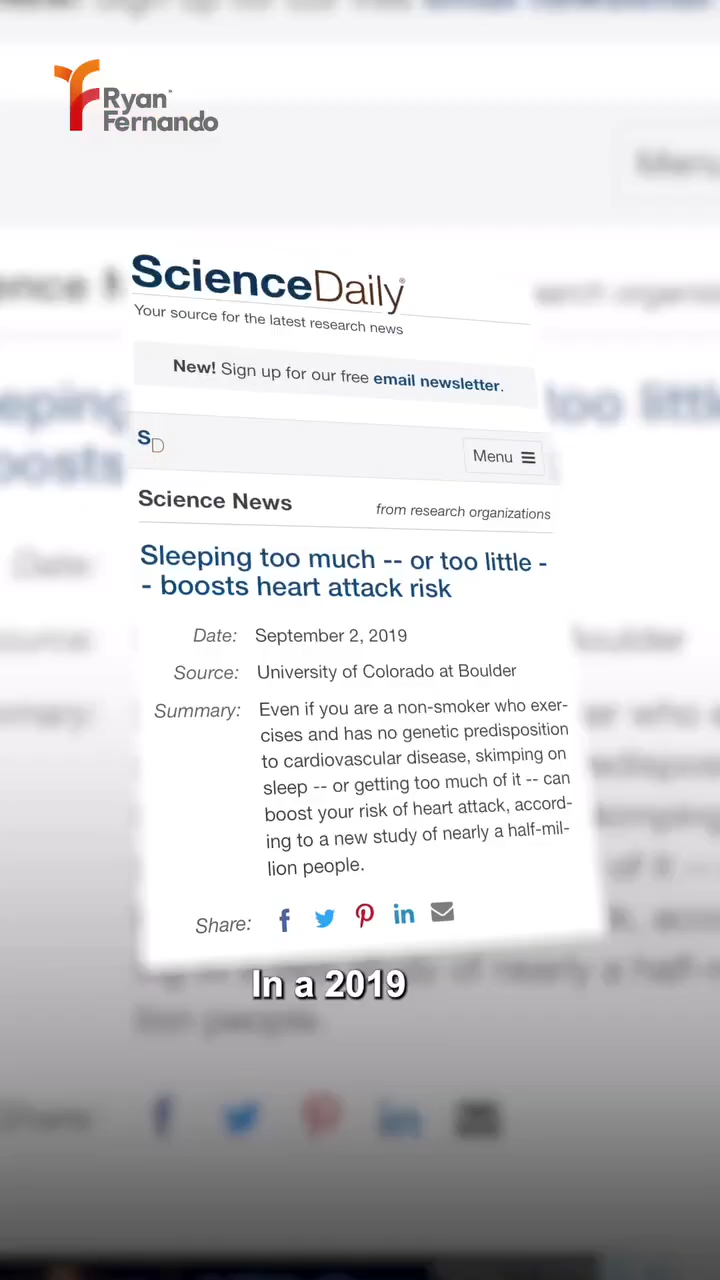 Ryan™
Fernando
ScienceDaily®
Your source for the latest research news
New! Sign up for our free email newsletter.
SD
Menu
Science News
from research organizations
Sleeping too much -- or too little -
- boosts heart attack risk
Date: September 2, 2019
Source: University of Colorado at Boulder
Summary: Even if you are a non-smoker who exer-
cises and has no genetic predisposition
to cardiovascular disease, skimping on
sleep -- or getting too much of it -- can
boost your risk of heart attack, accord-
ing to a new study of nearly a half-mil-
lion people.
Share:
In a 2019